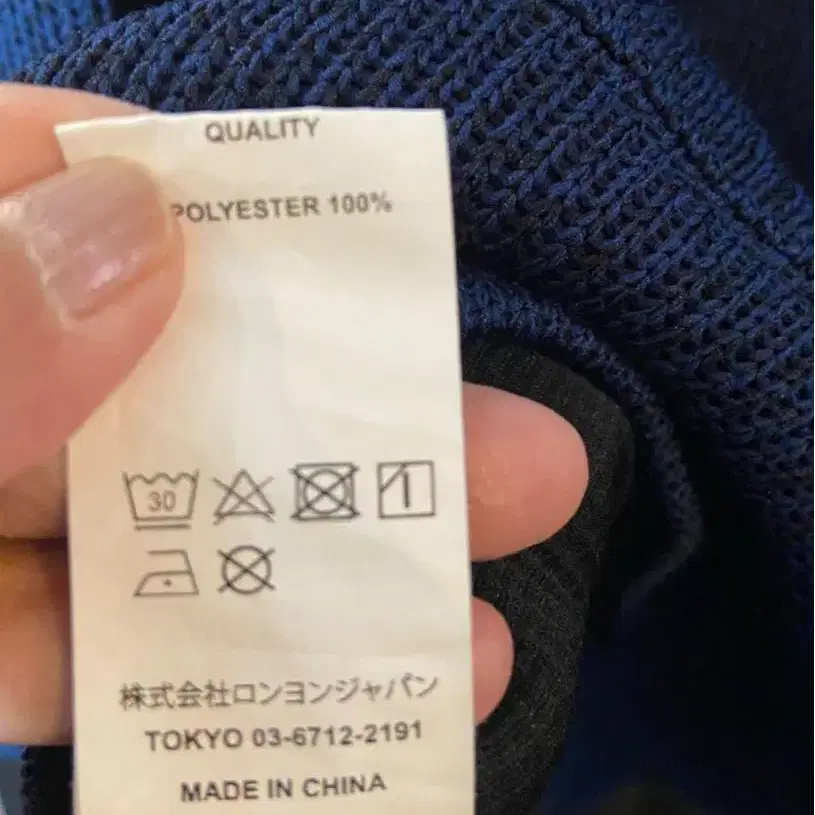 QUALITY
POLYESTER 100%
30
株式会社ロンヨンジャパン
TOKYO 03-6712-2191
MADE IN CHINA